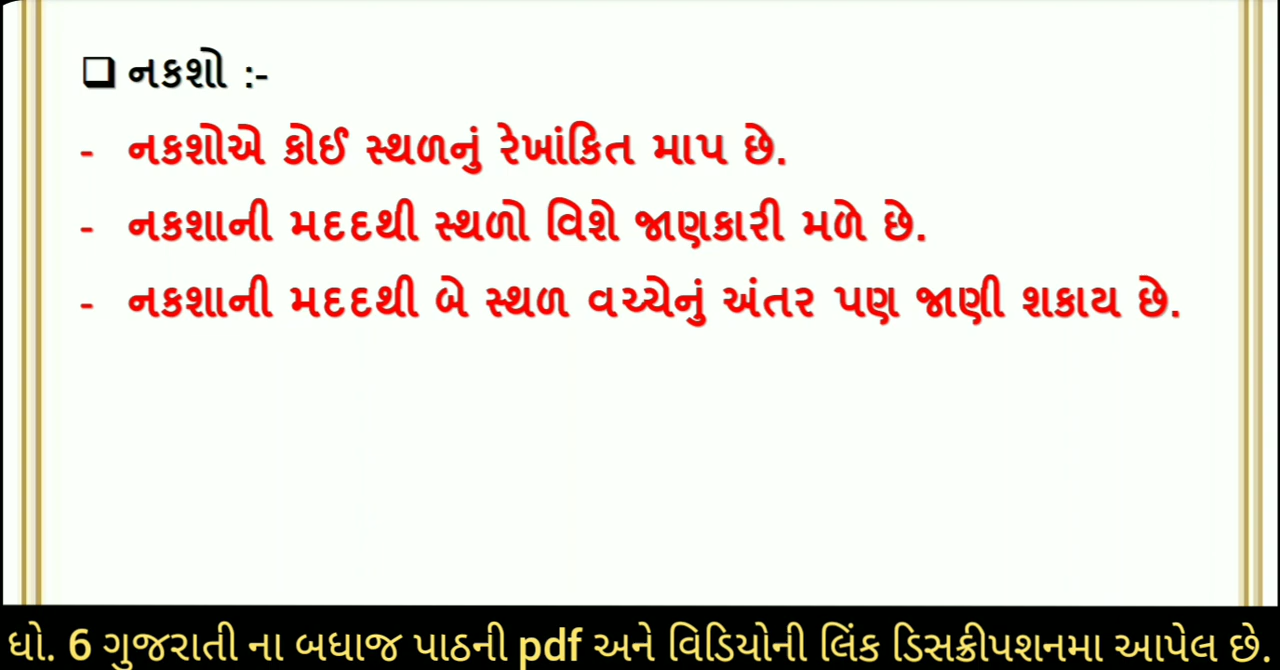 નકશો :-
- નકશોએ કોઈ સ્થળનું રેખાંકિત માપ છે.
- નકશાની મદદથી સ્થળો વિશે જાણકારી મળે છે.
- નકશાની મદદથી બે સ્થળ વચ્ચેનું અંતર પણ જાણી શકાય છે.
ધો. 6 ગુજરાતી ના બધાજ પાઠની pdf અને વિડિયોની લિંક ડિસક્રીપશનમા આપેલ છે.